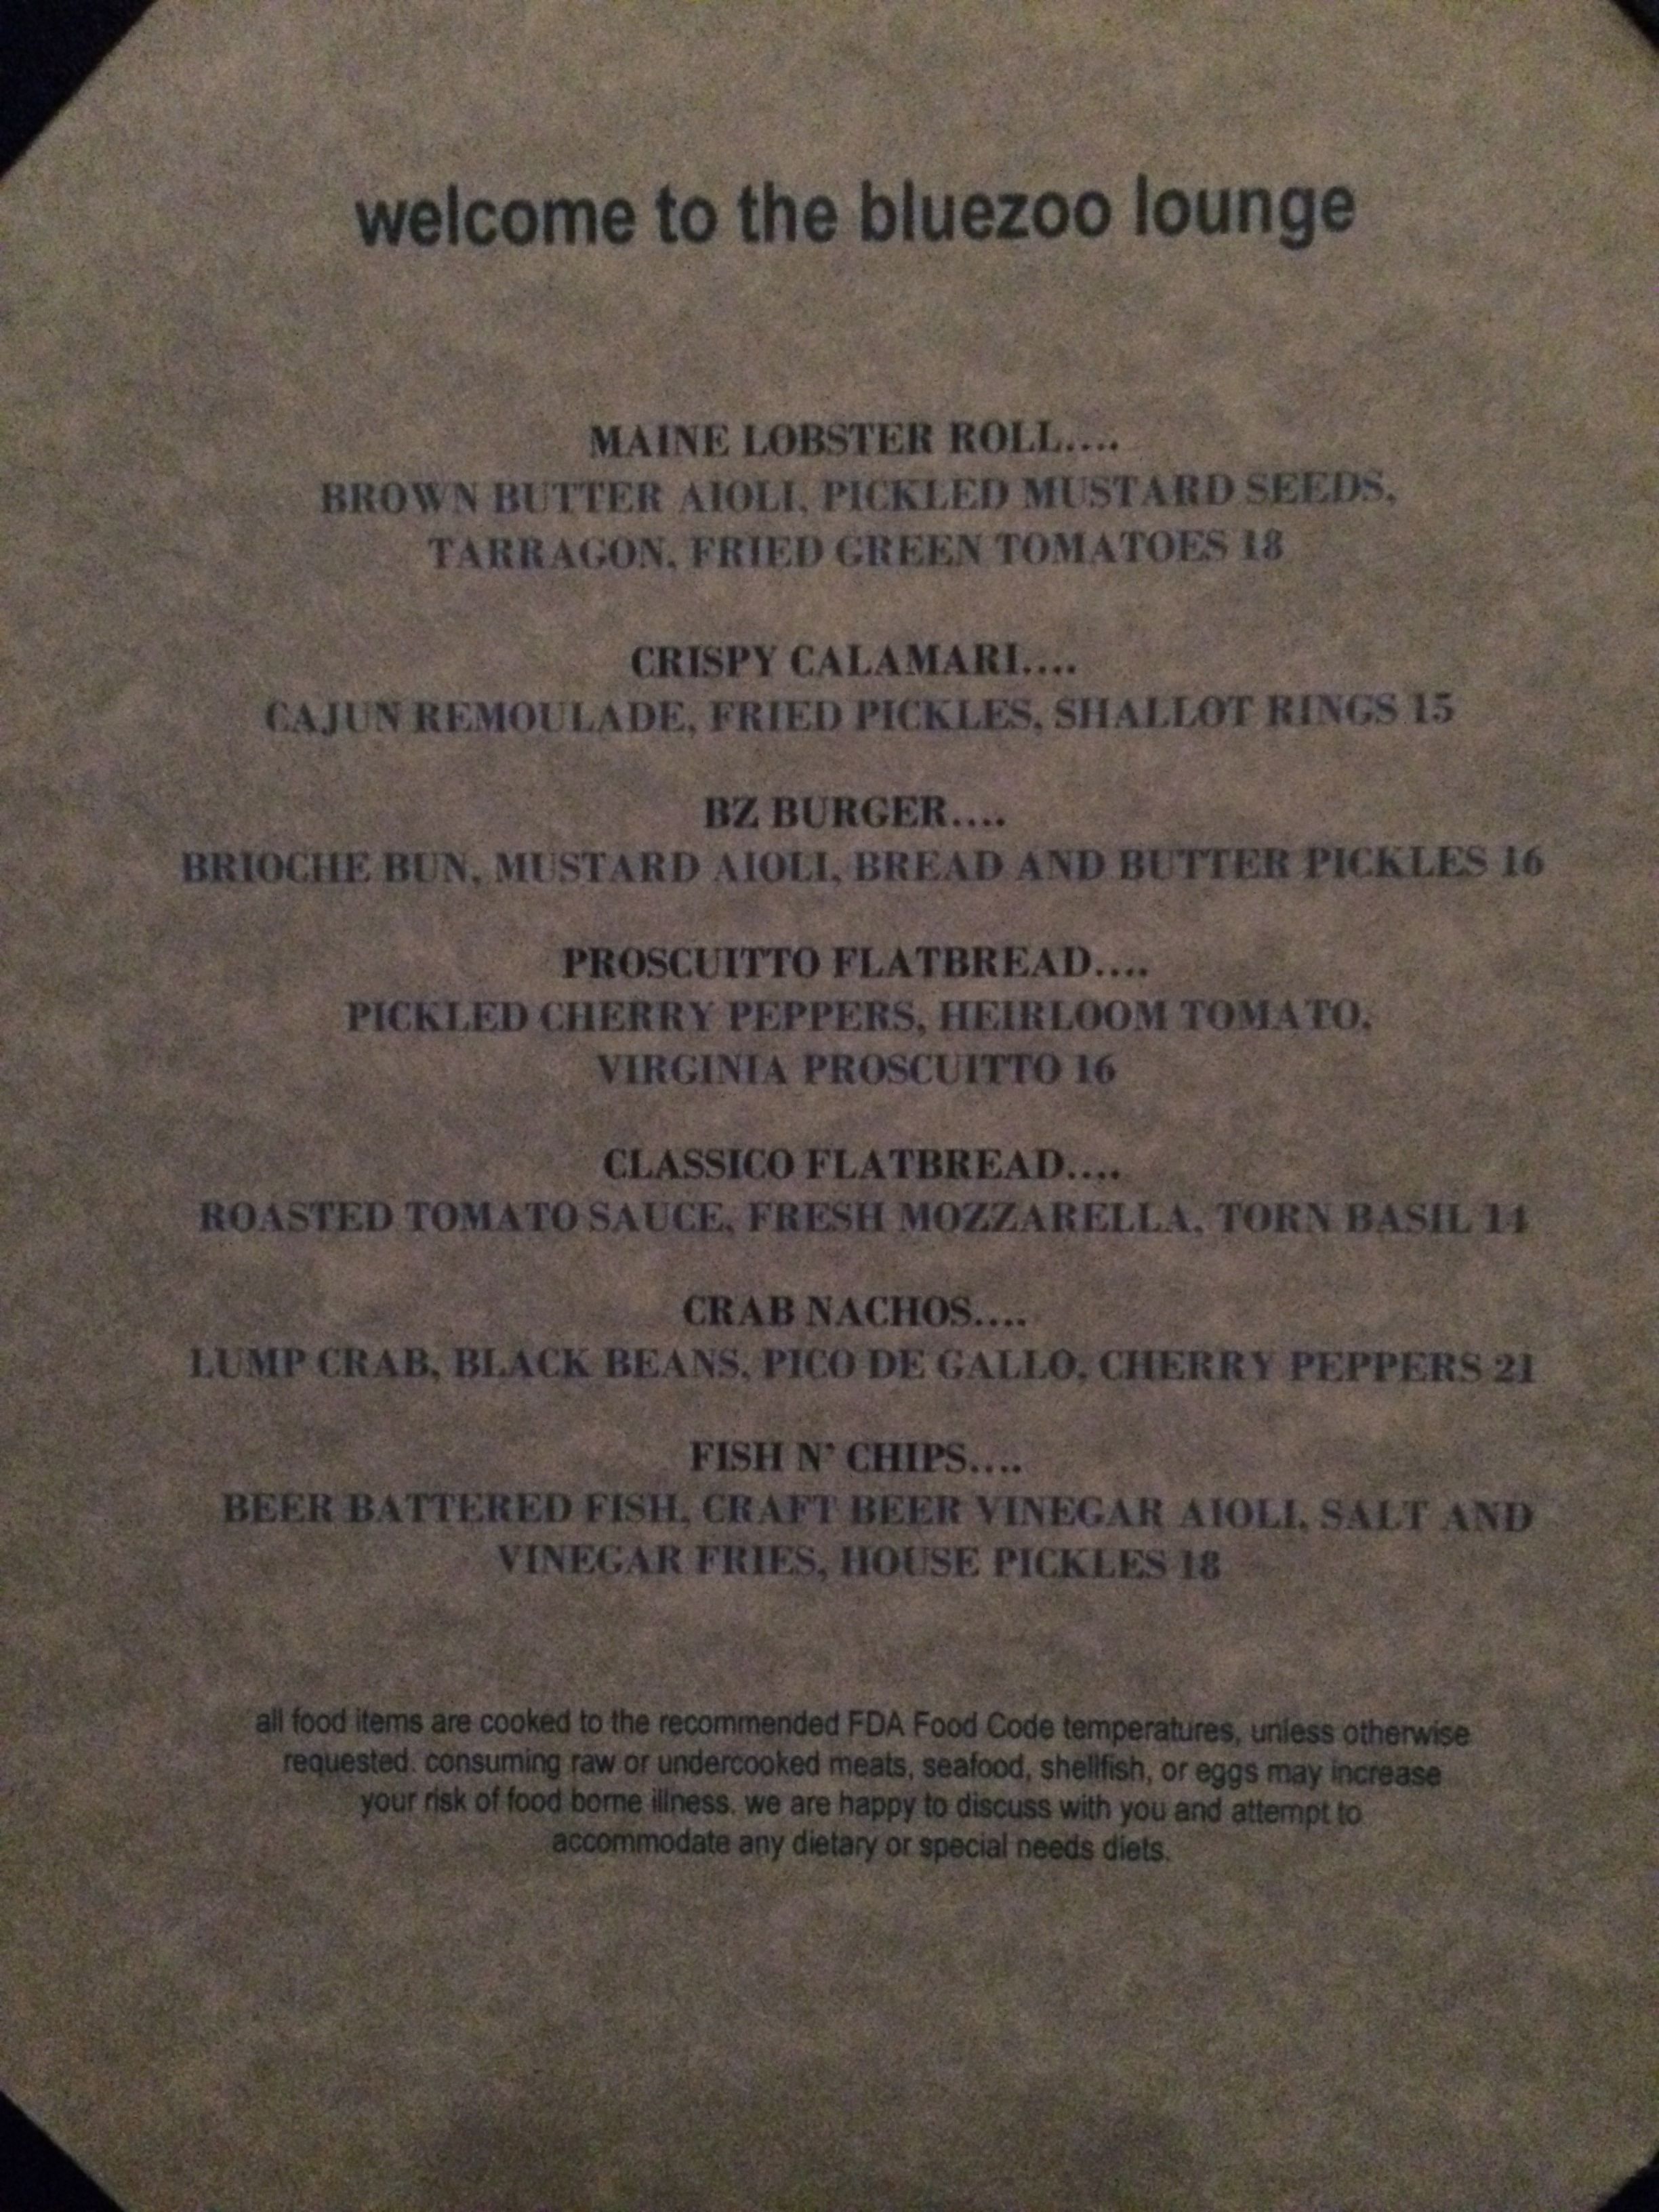 welcome to the bluezoo lounge
MAINE LOBSTER ROLL....
BROWN BUTTER AIOLI, PICKLED MUSTARD SEEDS,
TARRAGON, FRIED GREEN TOMATOES 18
CRISPY CALAMARI....
CAJUN REMOULADE, FRIED PICKLES, SHALLOT RINGS 15
BZ BURGER....
BRIOCHE BUN, MUSTARD AIOLI, BREAD AND BUTTER PICKLES 16
PROSCUITTO FLATBREAD....
PICKLED CHERRY PEPPERS, HEIRLOOM TOMATO,
VIRGINIA PROSCUITTO 16
CLASSICO FLATBREAD....
ROASTED TOMATO SAUCE, FRESH MOZZARELLA, TORN BASIL 14
CRAB NACHOS....
LUMP CRAB, BLACK BEANS, PICO DE GALLO, CHERRY PEPPERS 21
FISH N' CHIPS....
BEER BATTERED FISH, CRAFT BEER VINEGAR AIOLI, SALT AND
VINEGAR FRIES, HOUSE PICKLES 18
all food items are cooked to the recommended FDA Food Code temperatures, unless otherwise
requested. consuming raw or undercooked meats, seafood, shellfish, or eggs may increase
your risk of food borne illness. we are happy to discuss with you and attempt to
accommodate any dietary or special needs diets.